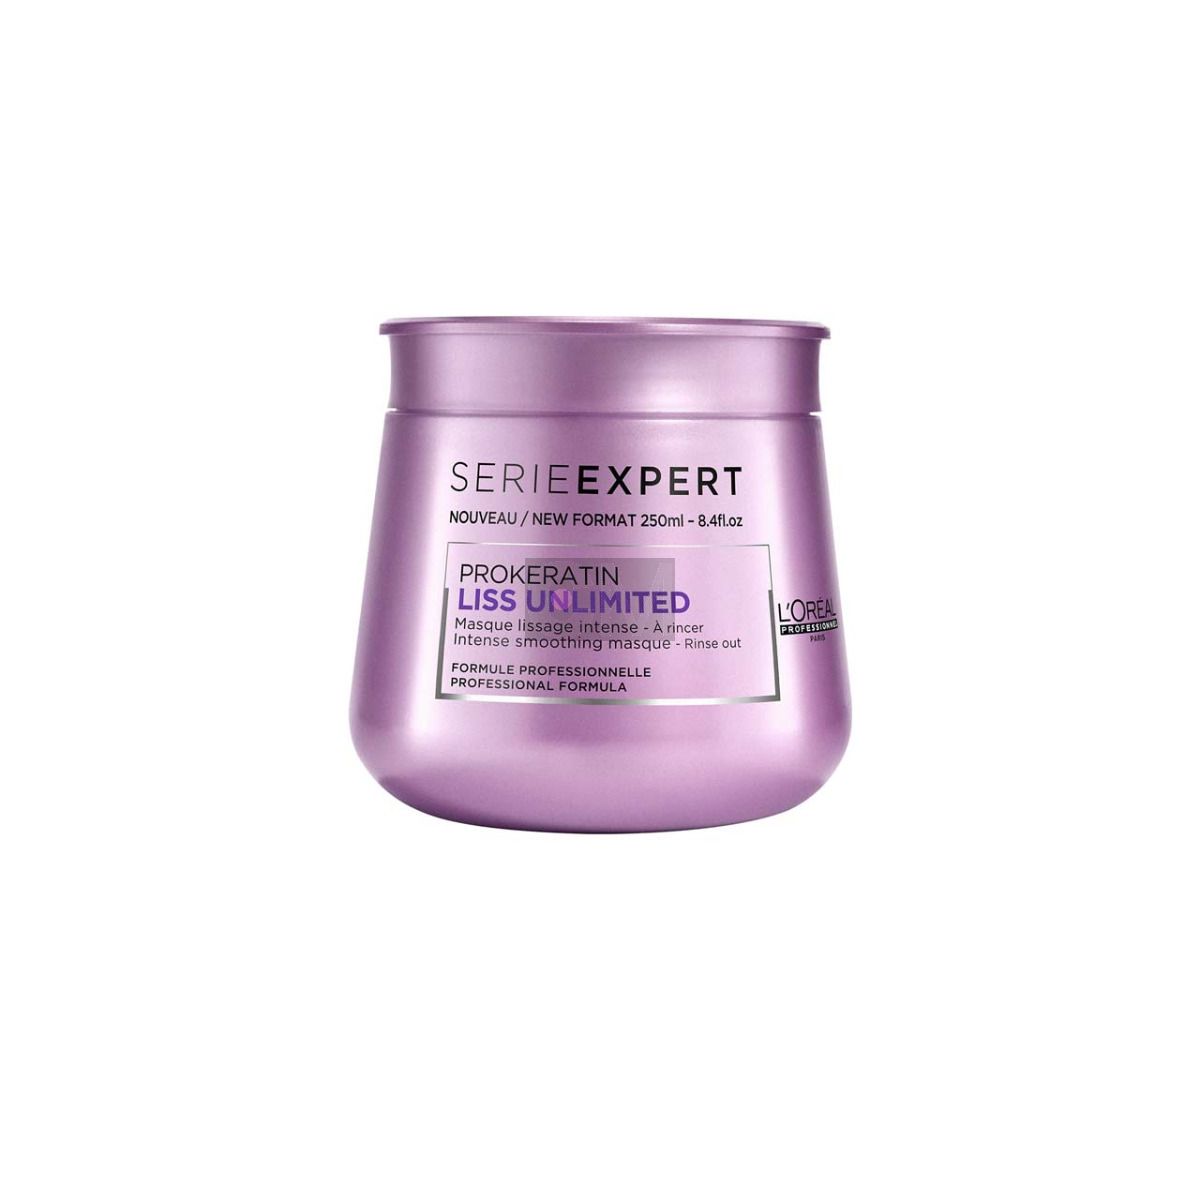 SERIEEXPERT
NOUVEAU / NEW FORMAT 250ml - 8.4fl.oz
PROKERATIN
LISS UNLIMITED
Masque lissage intense - À rincer
Intense smoothing masque - Rinse out
FORMULE PROFESSIONNELLE
PROFESSIONAL FORMULA
L'ORÉAL
PROFESSIONNEL
PARIS